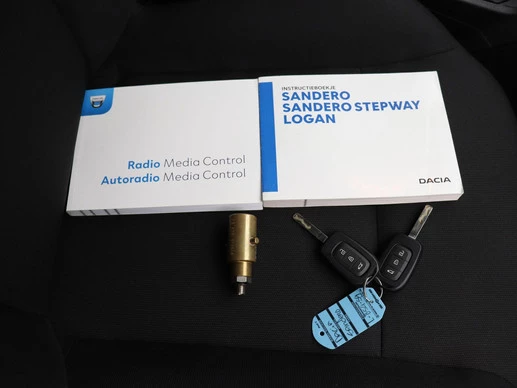 Radio Media Control
Autoradio Media Control
INSTRUCTIEBOEKJE
SANDERO
SANDERO STEPWAY
LOGAN
DACIA